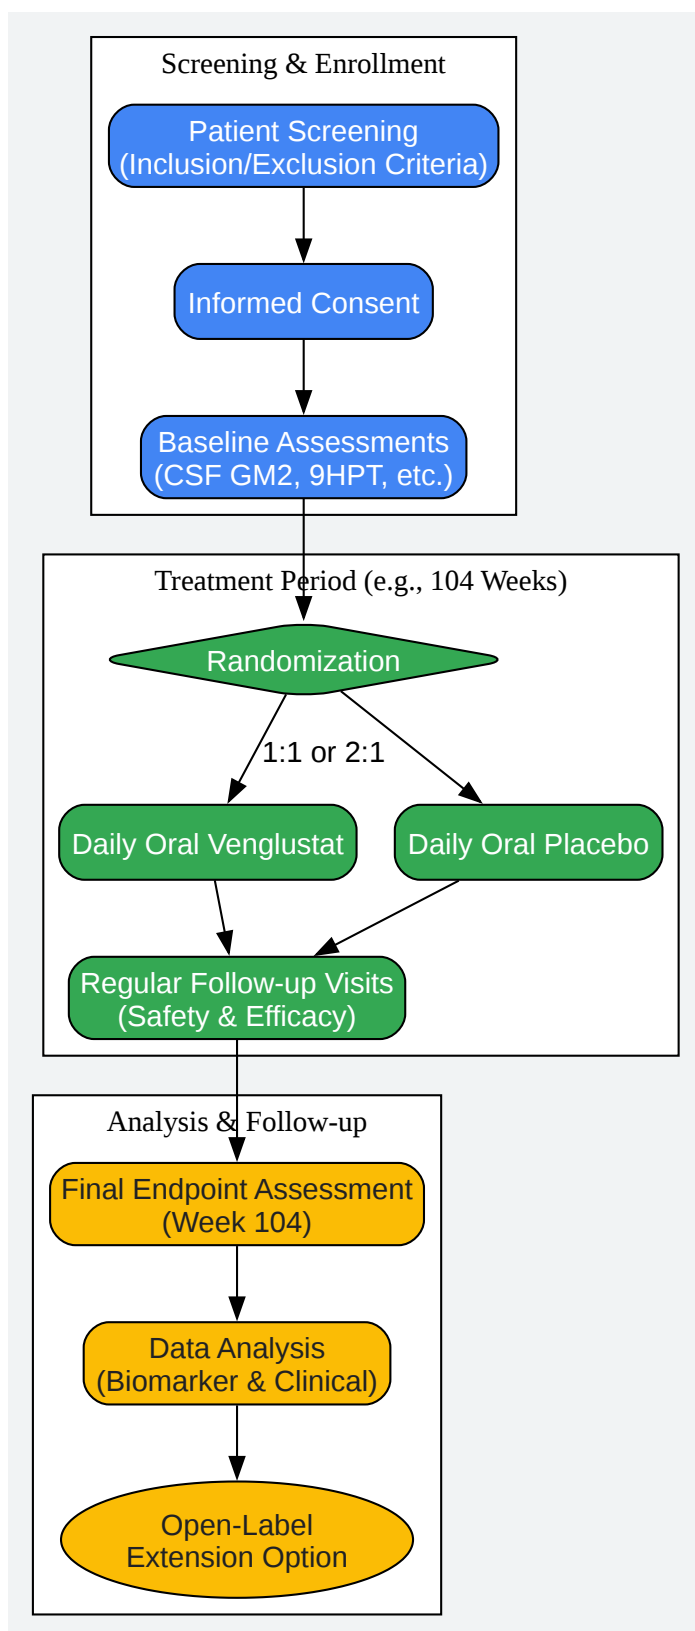 Screening & Enrollment
Patient Screening
(Inclusion/Exclusion Criteria)
Informed Consent
Baseline Assessments
(CSF GM2, 9HPT, etc.)
Treatment Period (e.g., 104 Weeks)
Randomization
1:1 or 2:1
Daily Oral Venglustat
Daily Oral Placebo
Regular Follow-up Visits
(Safety & Efficacy)
Analysis & Follow-up
Final Endpoint Assessment
(Week 104)
Data Analysis
(Biomarker & Clinical)
Open-Label
Extension Option